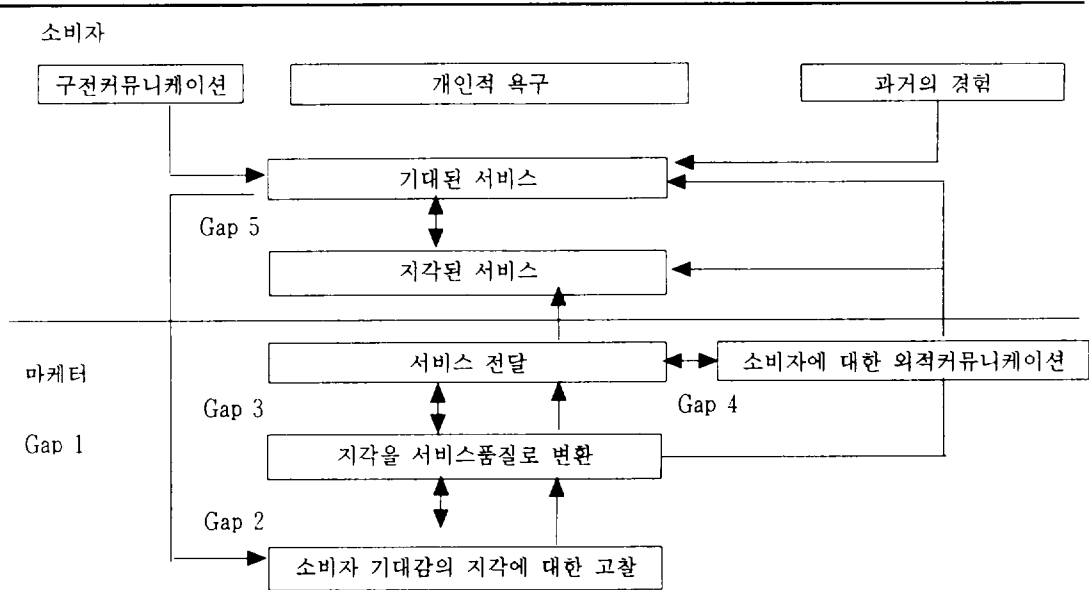 소비자
구전커뮤니케이션 개인적 욕구 과거의 경험
기대된 서비스
Gap 5
지각된 서비스
서비스 전달 소비자에 대한 외적커뮤니케이션
마케터
Gap 3 Gap 4
Gap 1
지각을 서비스품질로 변환
Gap 2
소비자 기대감의 지각에 대한 고찰